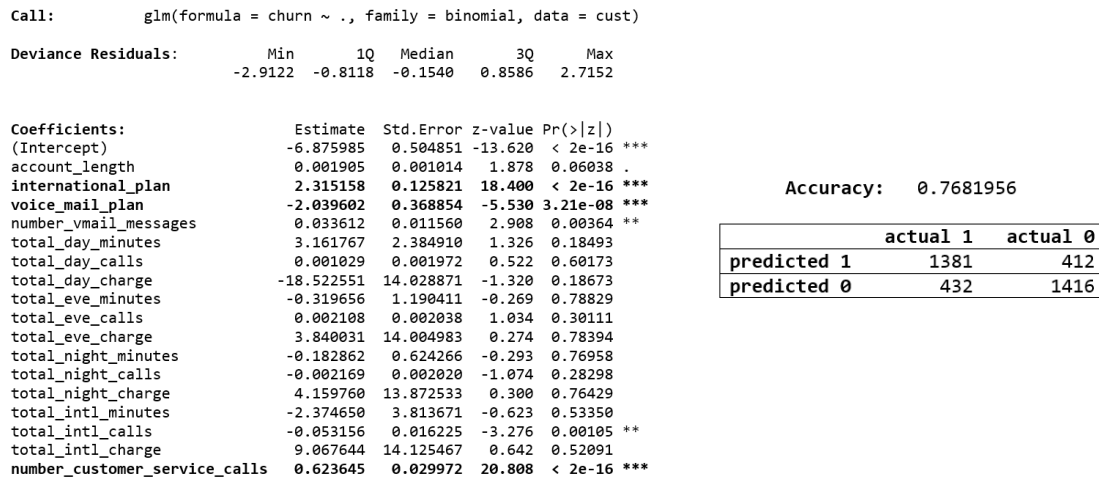 Call: glm(formula = churn ~ ., family = binomial, data = cust)
Deviance Residuals: Min 1Q Median 3Q Max
-2.9122 -0.8118 -0.1540 0.8586 2.7152
Coefficients: Estimate Std.Error z-value Pr(>|z|)
(Intercept) -6.875985 0.504851 -13.620 < 2e-16 ***
account_length 0.001905 0.001014 1.878 0.06038 .
international_plan 2.315158 0.125821 18.400 < 2e-16 ***
voice_mail_plan -2.039602 0.368854 -5.530 3.21e-08 ***
number_vmail_messages 0.033612 0.011560 2.908 0.00364 **
total_day_minutes 3.161767 2.384910 1.326 0.18493
total_day_calls 0.001029 0.001972 0.522 0.60173
total_day_charge -18.522551 14.028871 -1.320 0.18673
total_eve_minutes -0.319656 1.190411 -0.269 0.78829
total_eve_calls 0.002108 0.002038 1.034 0.30111
total_eve_charge 3.840031 14.004983 0.274 0.78394
total_night_minutes -0.182862 0.624266 -0.293 0.76958
total_night_calls -0.002169 0.002020 -1.074 0.28298
total_night_charge 4.159760 13.872533 0.300 0.76429
total_intl_minutes -2.374650 3.813671 -0.623 0.53350
total_intl_calls -0.053156 0.016225 -3.276 0.00105 **
total_intl_charge 9.067644 14.125467 0.642 0.52091
number_customer_service_calls 0.623645 0.029972 20.808 < 2e-16 ***
Accuracy: 0.7681956
actual 1 actual 0
predicted 1 1381 412
predicted 0 432 1416